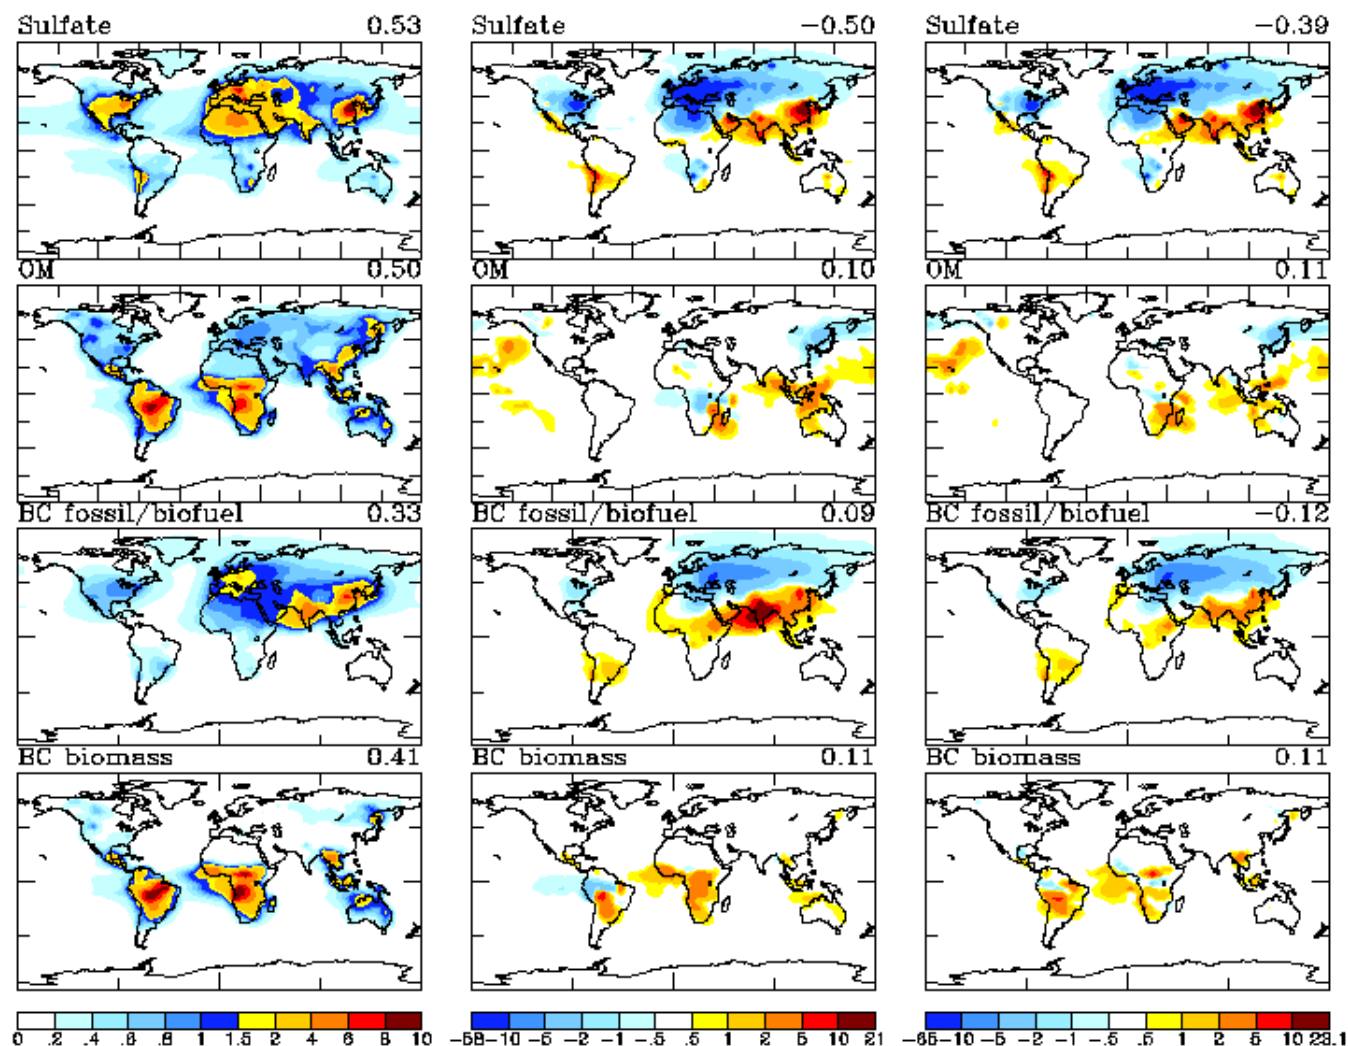 Sulfate 0.53 Sulfate −0.50 Sulfate −0.39
OM 0.50 OM 0.10 OM 0.11
BC fossil/biofuel 0.33 BC fossil/biofuel 0.09 BC fossil/biofuel −0.12
BC biomass 0.41 BC biomass 0.11 BC biomass 0.11
0 .2 .4 .6 .8 1 1.5 2 4 6 8 10 −58 −10 −5 −2 −1 −.5 .5 1 2 5 10 21 −65 −10 −5 −2 −1 −.5 .5 1 2 5 10 23.1